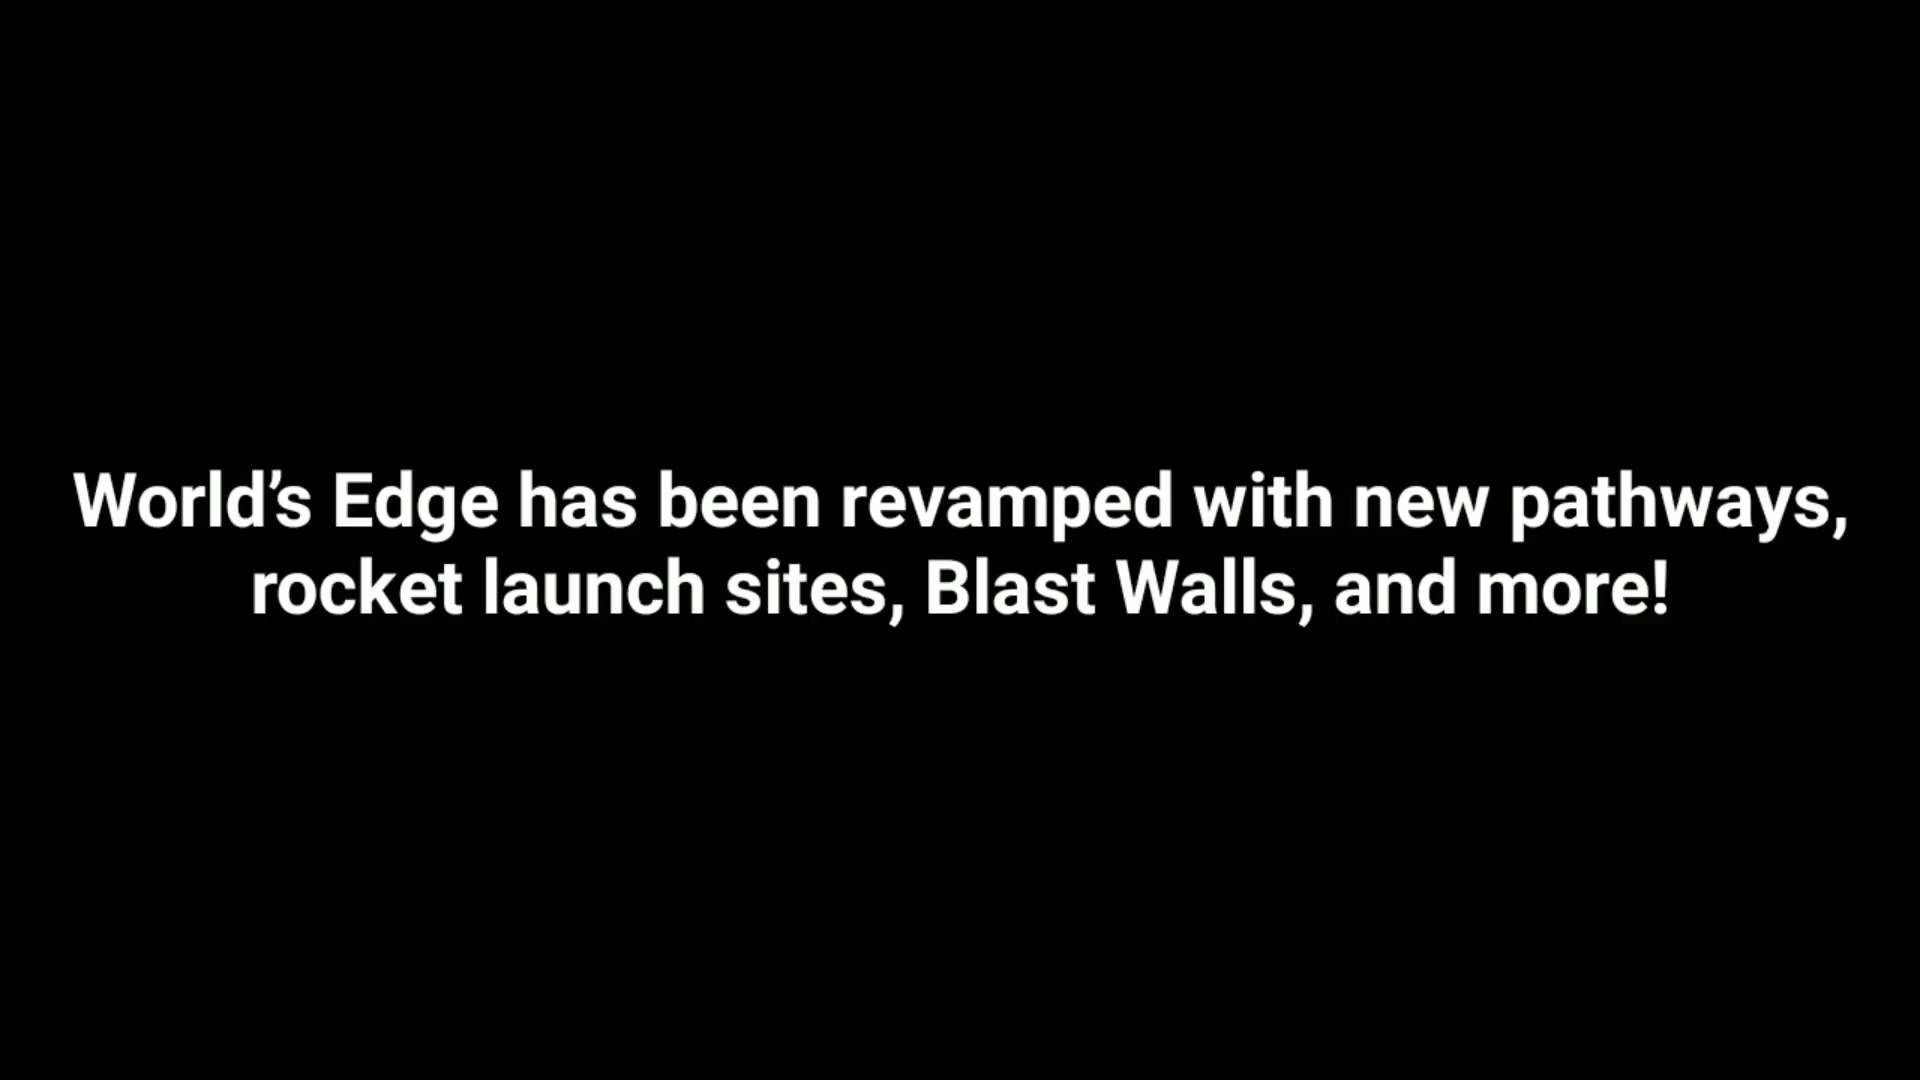 World’s Edge has been revamped with new pathways,
rocket launch sites, Blast Walls, and more!